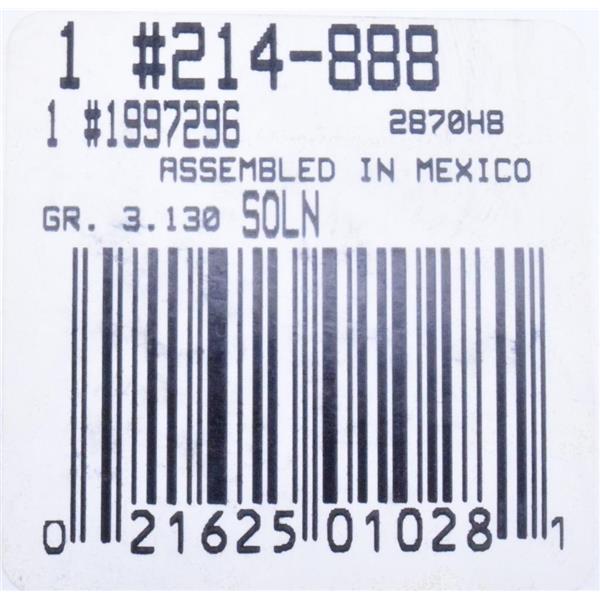 1 #214-888
1 #1997296 2870H8
ASSEMBLED IN MEXICO
GR. 3.130 SOLN
0 21625 01028 1